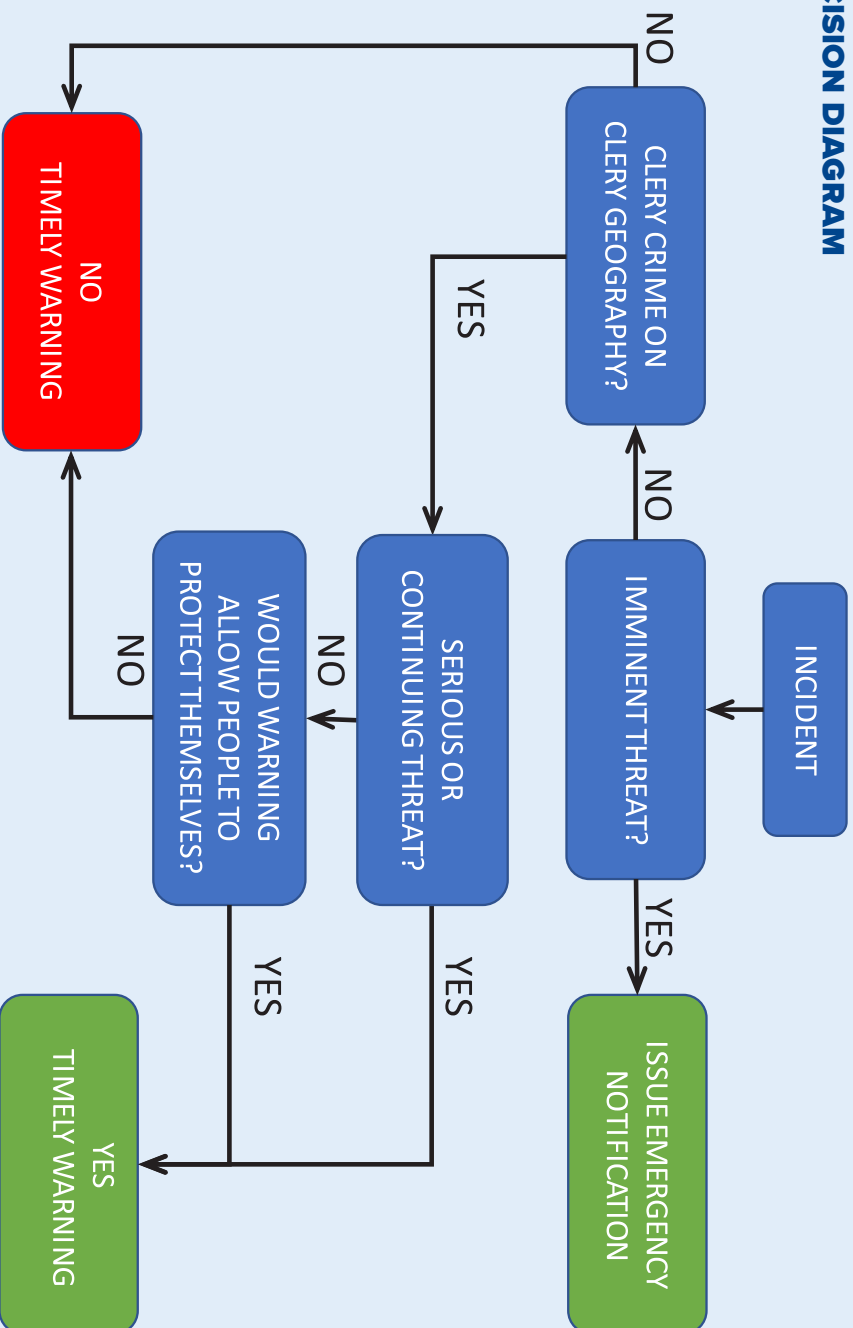 CISION DIAGRAM
INCIDENT
NO
CLERY CRIME ON
CLERY GEOGRAPHY?
NO
IMMINENT THREAT?
YES
ISSUE EMERGENCY
NOTIFICATION
YES
SERIOUS OR
CONTINUING THREAT?
YES
NO
WOULD WARNING
ALLOW PEOPLE TO
PROTECT THEMSELVES?
YES
NO
NO
TIMELY WARNING
YES
TIMELY WARNING